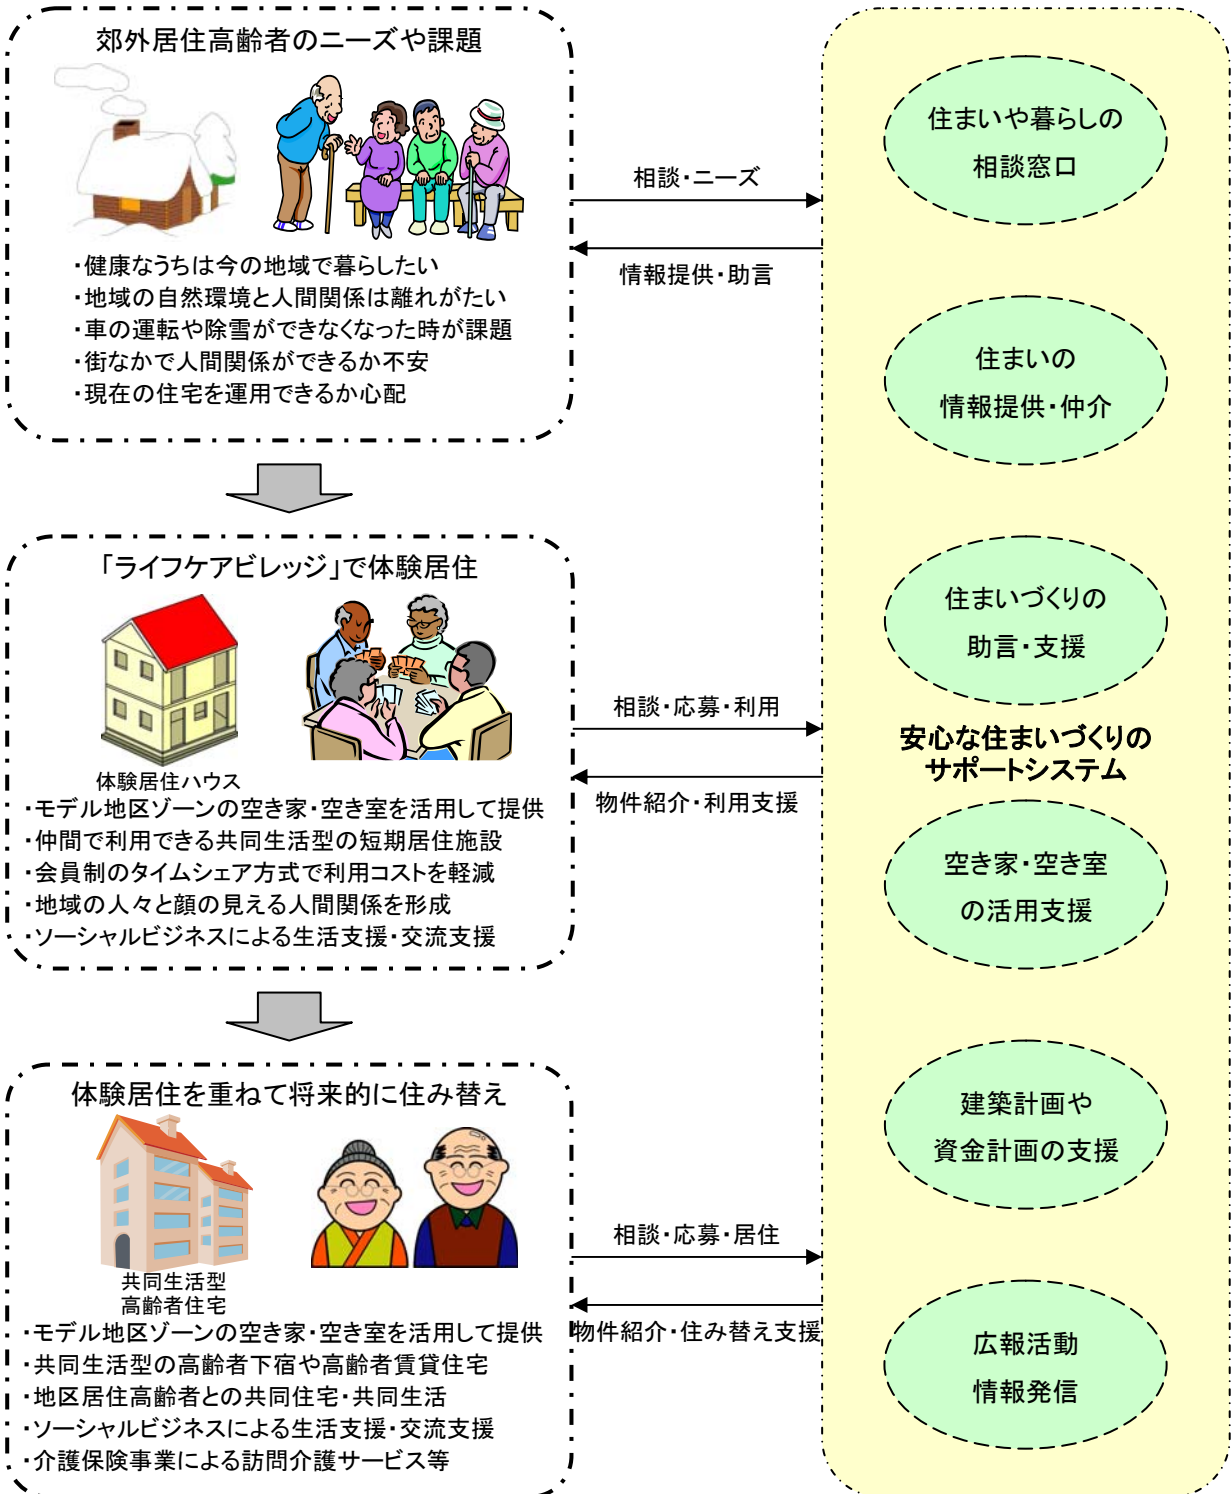 郊外居住高齢者のニーズや課題
・健康なうちは今の地域で暮らしたい
・地域の自然環境と人間関係は離れがたい
・車の運転や除雪ができなくなった時が課題
・街なかで人間関係ができるか不安
・現在の住宅を運用できるか心配
相談・ニーズ
情報提供・助言
「ライフケアビレッジ」で体験居住
体験居住ハウス
・モデル地区ゾーンの空き家・空き室を活用して提供
・仲間で利用できる共同生活型の短期居住施設
・会員制のタイムシェア方式で利用コストを軽減
・地域の人々と顔の見える人間関係を形成
・ソーシャルビジネスによる生活支援・交流支援
相談・応募・利用
物件紹介・利用支援
体験居住を重ねて将来的に住み替え
共同生活型
高齢者住宅
・モデル地区ゾーンの空き家・空き室を活用して提供
・共同生活型の高齢者下宿や高齢者賃貸住宅
・地区居住高齢者との共同住宅・共同生活
・ソーシャルビジネスによる生活支援・交流支援
・介護保険事業による訪問介護サービス等
相談・応募・居住
物件紹介・住み替え支援
住まいや暮らしの
相談窓口
住まいの
情報提供・仲介
住まいづくりの
助言・支援
安心な住まいづくりの
サポートシステム
空き家・空き室
の活用支援
建築計画や
資金計画の支援
広報活動
情報発信